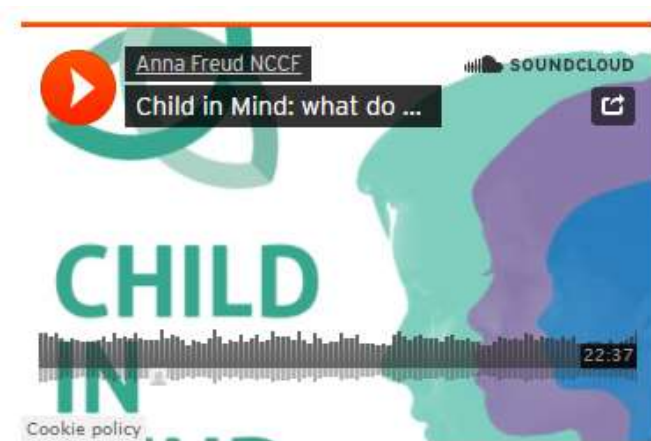 Anna Freud NCCF
SOUNDCLOUD
Child in Mind: what do ...
CHILD
IN
22:37
Cookie policy